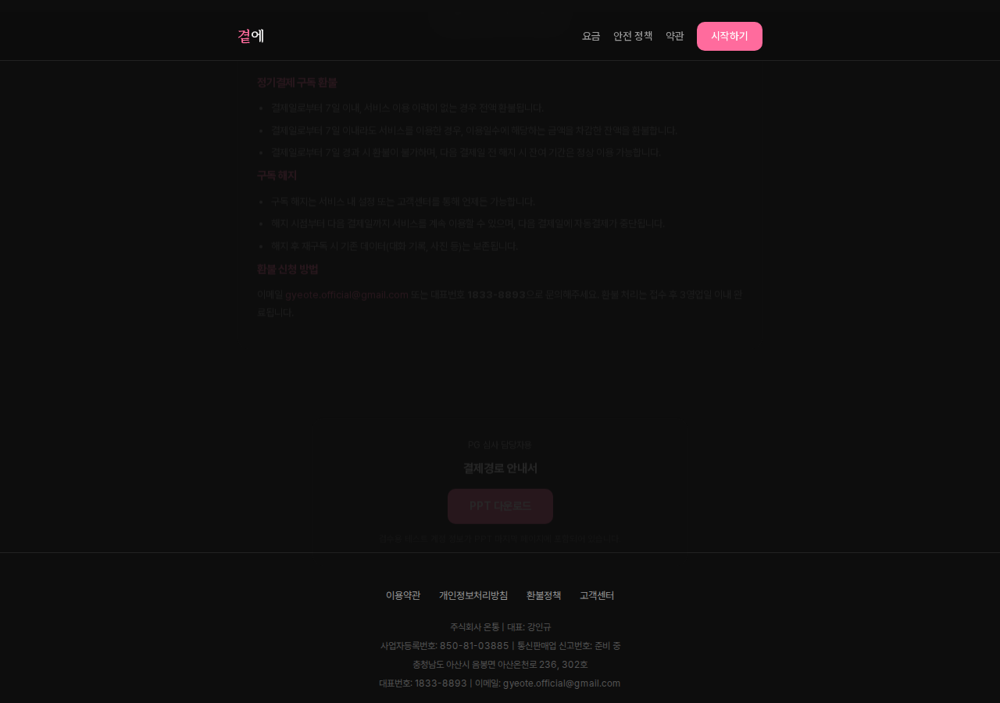 곁에
요금 안전 정책 약관 시작하기
정기결제 구독 환불
• 결제일로부터 7일 이내, 서비스 이용 이력이 없는 경우 전액 환불됩니다.
• 결제일로부터 7일 이내라도 서비스를 이용한 경우, 이용일수에 해당하는 금액을 차감한 잔액을 환불합니다.
• 결제일로부터 7일 경과 시 환불이 불가하며, 다음 결제일 전 해지 시 잔여 기간은 정상 이용 가능합니다.
구독 해지
• 구독 해지는 서비스 내 설정 또는 고객센터를 통해 언제든 가능합니다.
• 해지 시점부터 다음 결제일까지 서비스를 계속 이용할 수 있으며, 다음 결제일에 자동결제가 중단됩니다.
• 해지 후 재구독 시 기존 데이터(대화 기록, 사진 등)는 보존됩니다.
환불 신청 방법
이메일 gyeote.official@gmail.com 또는 대표번호 1833-8893으로 문의해주세요. 환불 처리는 접수 후 3영업일 이내 완
료됩니다.
PG 심사 담당자용
결제경로 안내서
PPT 다운로드
이용약관 개인정보처리방침 환불정책 고객센터
주식회사 온통 | 대표: 강인규
사업자등록번호: 850-81-03885 | 통신판매업 신고번호: 준비 중
충청남도 아산시 음봉면 아산온천로 236, 302호
대표번호: 1833-8893 | 이메일: gyeote.official@gmail.com